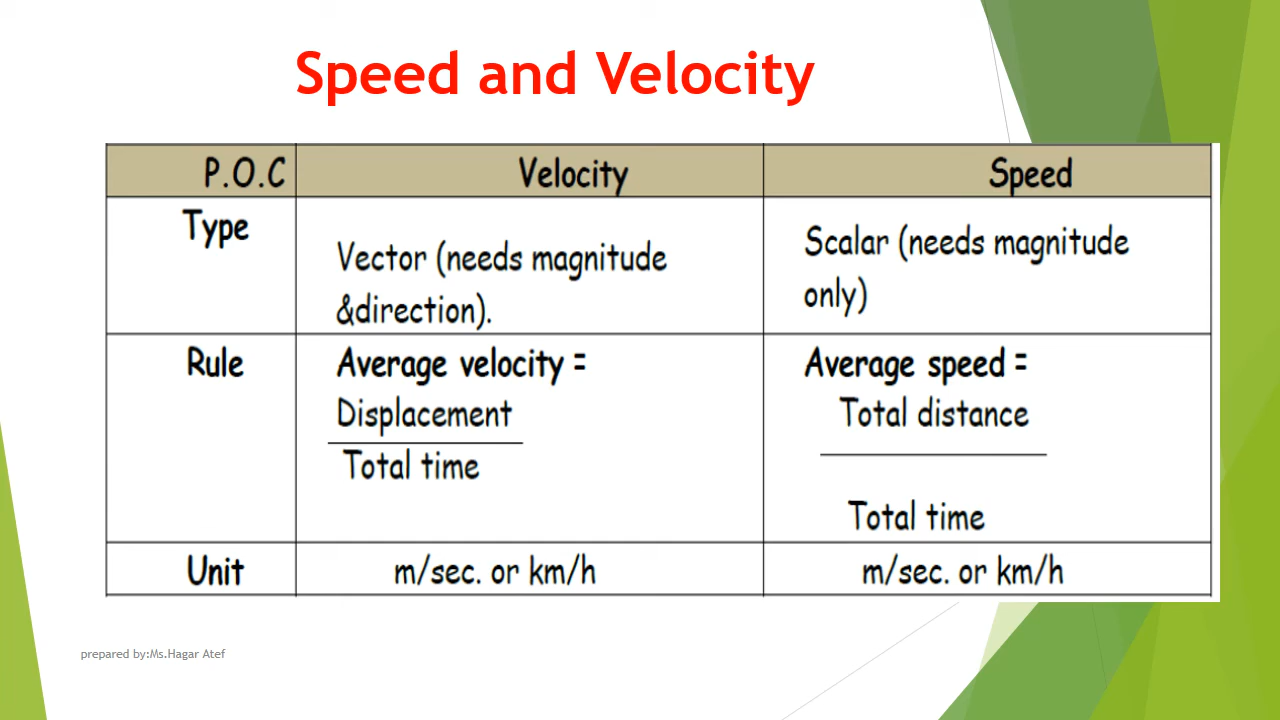 Speed and Velocity
P.O.C Velocity Speed
Type
Vector (needs magnitude
&direction).
Scalar (needs magnitude
only)
Rule
Average velocity =
Displacement
Total time
Average speed =
Total distance
Total time
Unit m/sec. or km/h m/sec. or km/h
prepared by:Ms.Hagar Atef